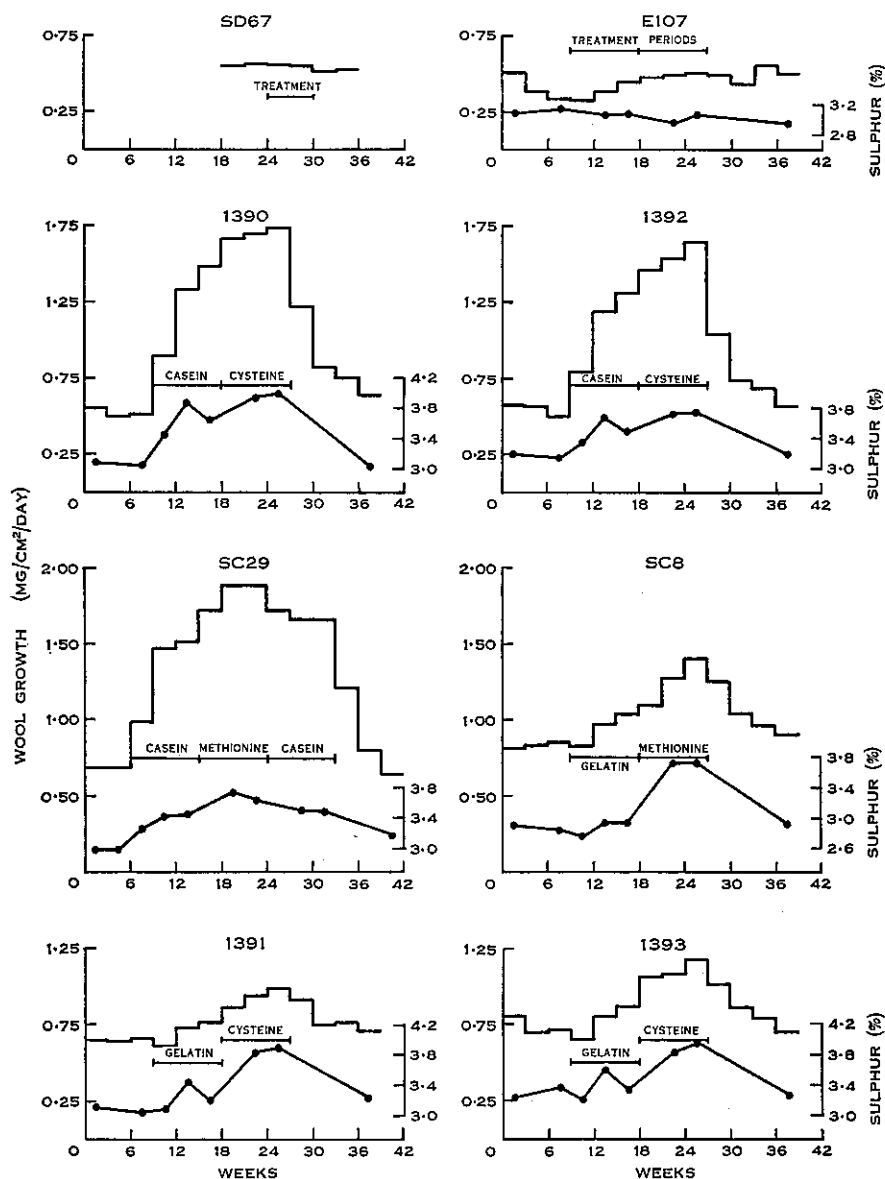 SD67
0·75
0·25
TREATMENT
0 6 12 18 24 30 36 42
E107
0·75
0·25
TREATMENT PERIODS
3·2
2·8
SULPHUR (%)
0 6 12 18 24 30 36 42
1390
1·75
1·25
0·75
0·25
CASEIN CYSTEINE
4·2
3·8
3·4
3·0
0 6 12 18 24 30 36 42
1392
1·75
1·25
0·75
0·25
CASEIN CYSTEINE
3·8
3·4
3·0
SULPHUR (%)
0 6 12 18 24 30 36 42
WOOL GROWTH (MG/CM²/DAY)
SC29
2·00
1·50
1·00
0·50
CASEIN METHIONINE CASEIN
3·8
3·4
3·0
0 6 12 18 24 30 36 42
SC8
2·00
1·50
1·00
0·50
GELATIN METHIONINE
3·8
3·4
3·0
2·6
SULPHUR (%)
0 6 12 18 24 30 36 42
1391
1·25
0·75
0·25
GELATIN CYSTEINE
4·2
3·8
3·4
3·0
0 6 12 18 24 30 36 42
WEEKS
1393
1·25
0·75
0·25
GELATIN CYSTEINE
4·2
3·8
3·4
3·0
SULPHUR (%)
0 6 12 18 24 30 36 42
WEEKS